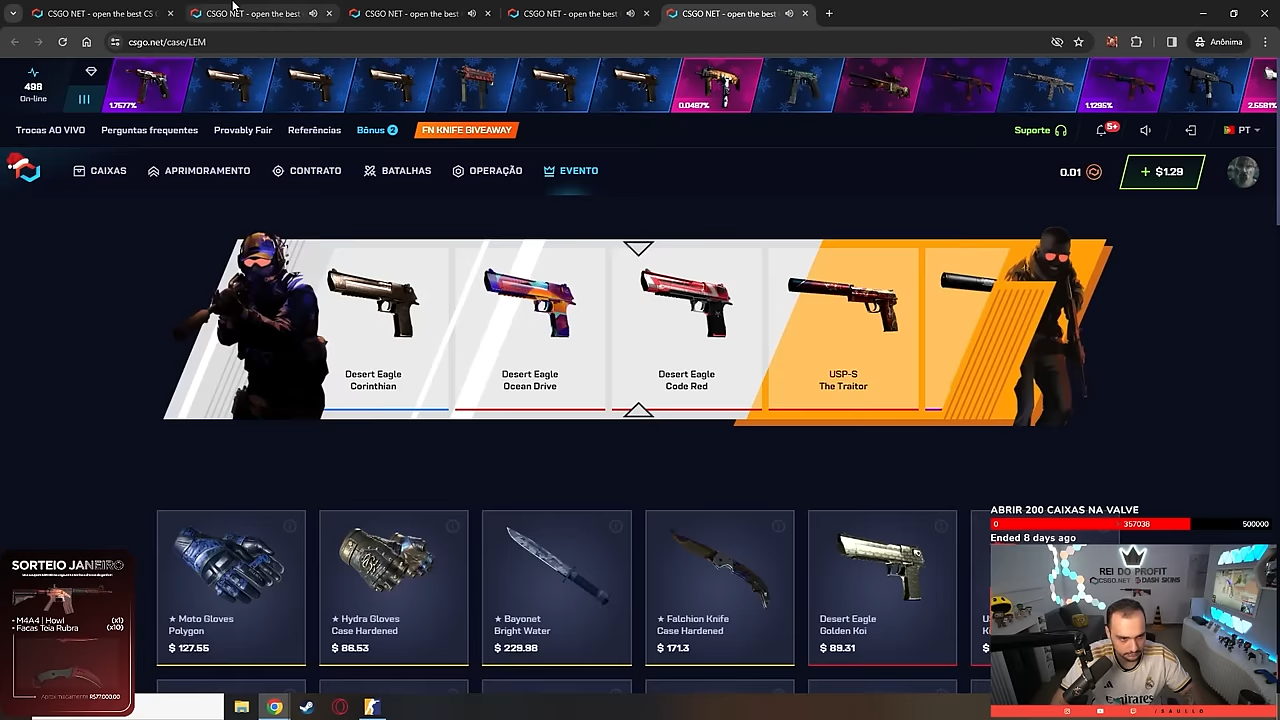 CSGO NET - open the best CS
CSGO NET - open the best
CSGO NET - open the best
CSGO NET - open the best
CSGO NET - open the best
csgo.net/case/LEM
Anônima
498
On-line
1.7577%
0.0487%
1.1295%
2.5581%
Trocas AO VIVO
Perguntas frequentes
Provably Fair
Referências
Bônus 2
FN KNIFE GIVEAWAY
Suporte
5+
PT
CAIXAS
APRIMORAMENTO
CONTRATO
BATALHAS
OPERAÇÃO
EVENTO
0.01
+ $1.29
Desert Eagle
Corinthian
Desert Eagle
Ocean Drive
Desert Eagle
Code Red
USP-S
The Traitor
★ Moto Gloves
Polygon
$ 127.55
★ Hydra Gloves
Case Hardened
$ 86.53
★ Bayonet
Bright Water
$ 229.98
★ Falchion Knife
Case Hardened
$ 171.3
Desert Eagle
Golden Koi
$ 89.31
ABRIR 200 CAIXAS NA VALVE
0
357038
500000
Ended 8 days ago
REI DO PROFIT
CSGO.NET
DASH SKINS
Emirates
/SAULLO
SORTEIO JANEIRO
- M4A4 | Howl (x1)
- Facas Teia Rubra (x10)